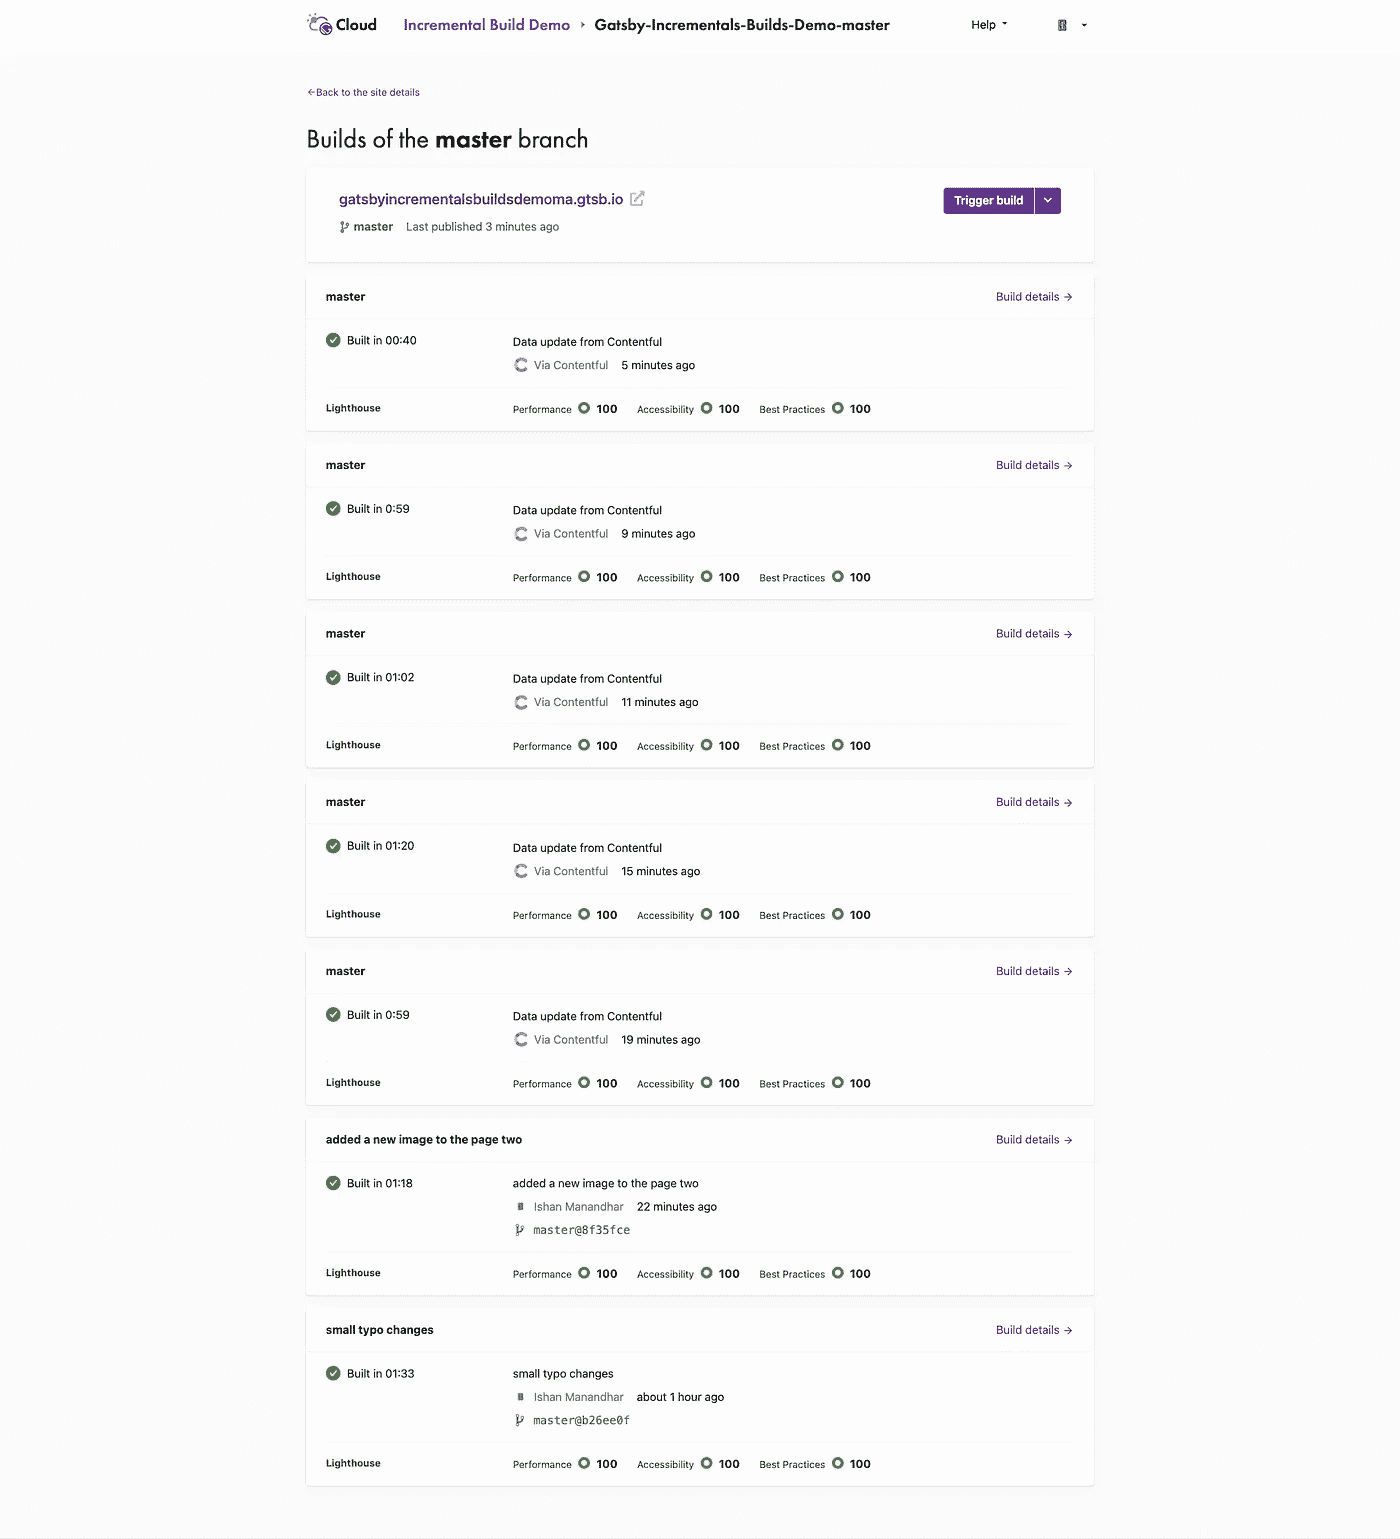 Cloud Incremental Build Demo › Gatsby-Incrementals-Builds-Demo-master Help
←Back to the site details
Builds of the master branch
gatsbyincrementalsbuildsdemoma.gtsb.io Trigger build
master Last published 3 minutes ago
master Build details →
Built in 00:40 Data update from Contentful
Via Contentful 5 minutes ago
Lighthouse Performance 100 Accessibility 100 Best Practices 100
master Build details →
Built in 0:59 Data update from Contentful
Via Contentful 9 minutes ago
Lighthouse Performance 100 Accessibility 100 Best Practices 100
master Build details →
Built in 01:02 Data update from Contentful
Via Contentful 11 minutes ago
Lighthouse Performance 100 Accessibility 100 Best Practices 100
master Build details →
Built in 01:20 Data update from Contentful
Via Contentful 15 minutes ago
Lighthouse Performance 100 Accessibility 100 Best Practices 100
master Build details →
Built in 0:59 Data update from Contentful
Via Contentful 19 minutes ago
Lighthouse Performance 100 Accessibility 100 Best Practices 100
added a new image to the page two Build details →
Built in 01:18 added a new image to the page two
Ishan Manandhar 22 minutes ago
master@8f35fce
Lighthouse Performance 100 Accessibility 100 Best Practices 100
small typo changes Build details →
Built in 01:33 small typo changes
Ishan Manandhar about 1 hour ago
master@b26ee0f
Lighthouse Performance 100 Accessibility 100 Best Practices 100